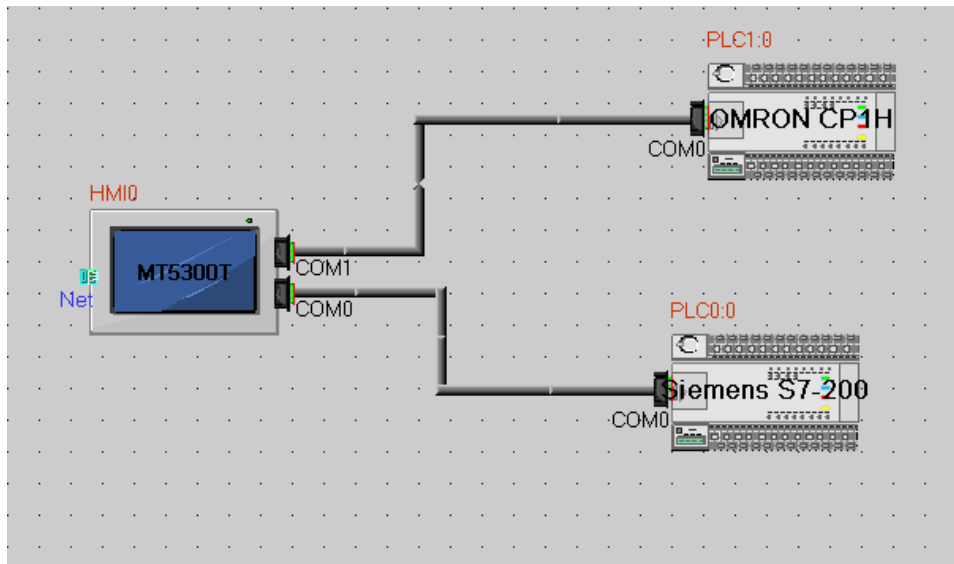 PLC1:0
OMRON CP1H
COM0
HMI0
MT5300T
COM1
Net
COM0
PLC0:0
Siemens S7-200
COM0